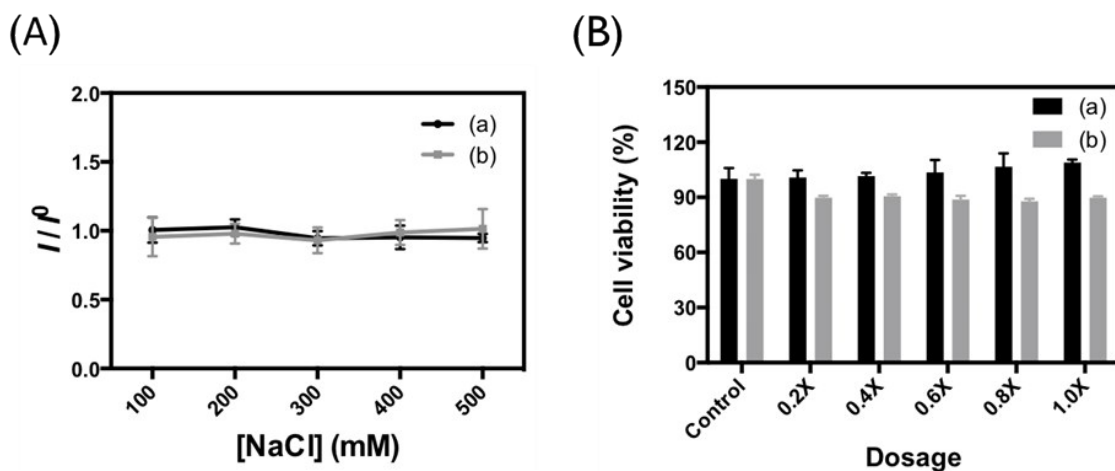 (A)
2.0
1.5
1.0
0.5
0.0
I / I⁰
(a)
(b)
100
200
300
400
500
[NaCl] (mM)
(B)
150
120
90
60
30
0
Cell viability (%)
(a)
(b)
Control
0.2X
0.4X
0.6X
0.8X
1.0X
Dosage